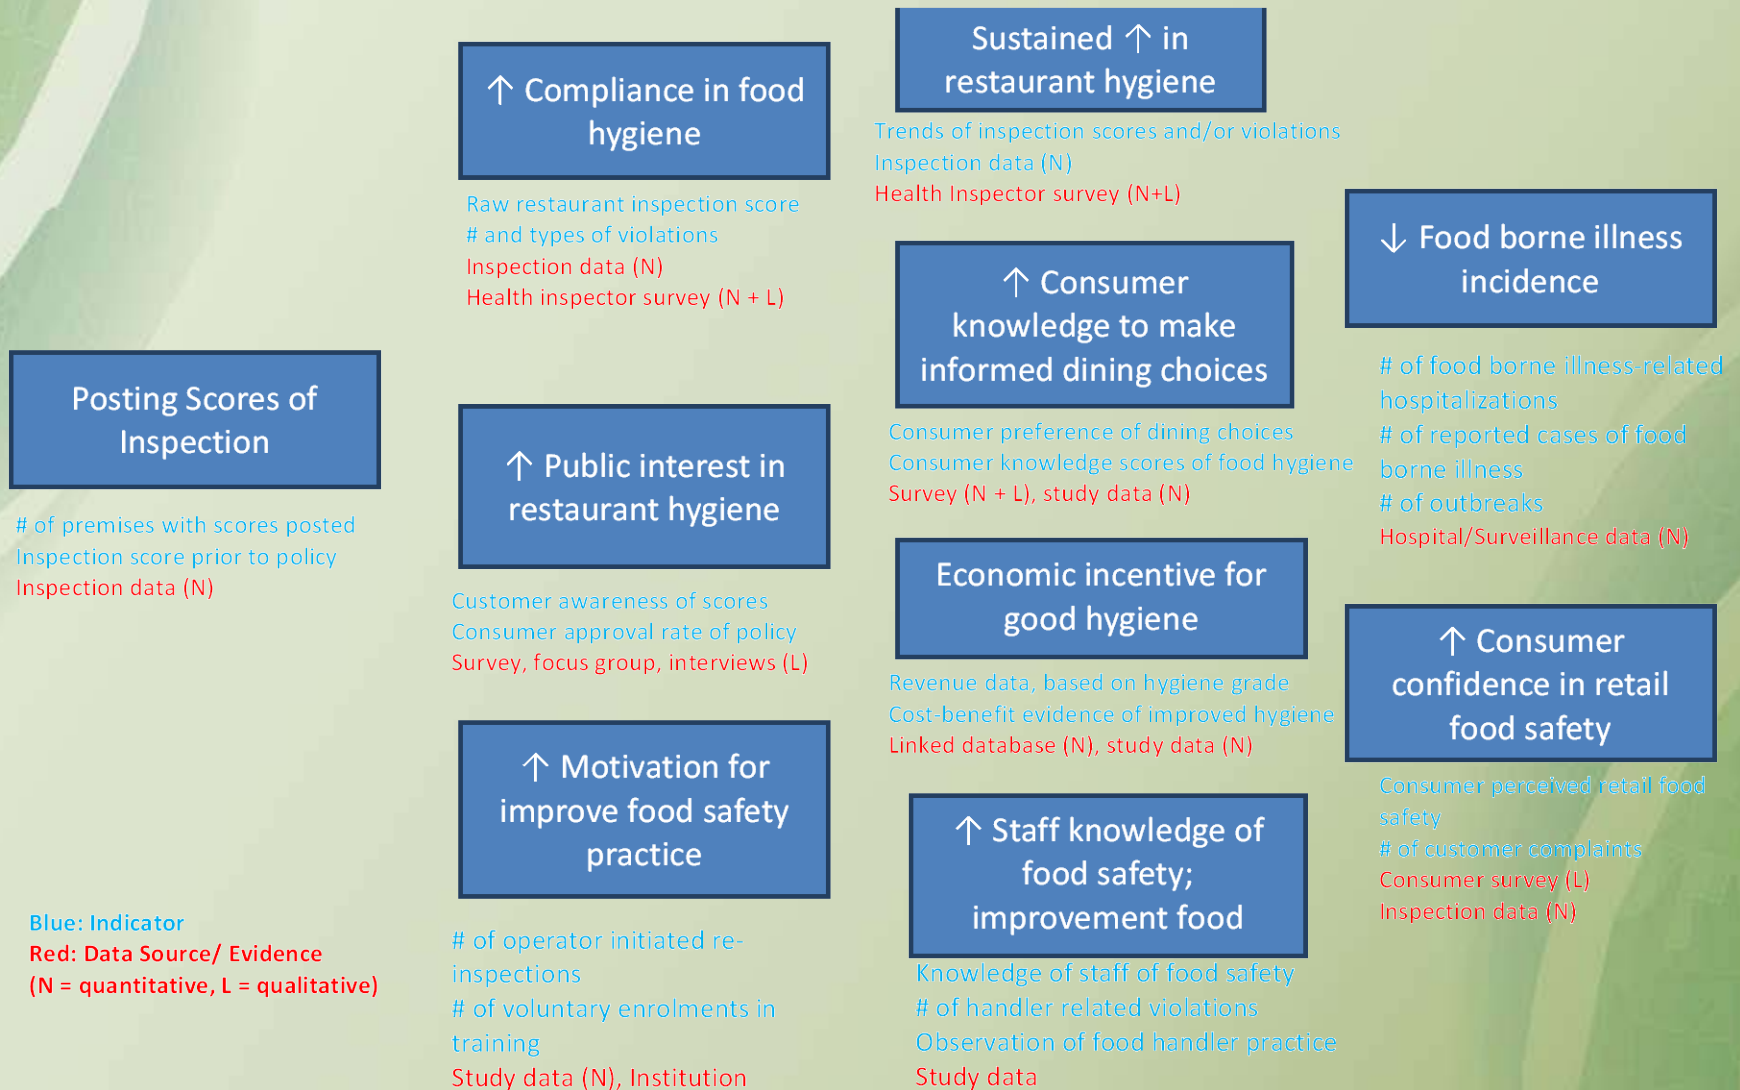 Posting Scores of
Inspection
# of premises with scores posted
Inspection score prior to policy
Inspection data (N)
Blue: Indicator
Red: Data Source/ Evidence
(N = quantitative, L = qualitative)
↑ Compliance in food
hygiene
Raw restaurant inspection score
# and types of violations
Inspection data (N)
Health inspector survey (N + L)
↑ Public interest in
restaurant hygiene
Customer awareness of scores
Consumer approval rate of policy
Survey, focus group, interviews (L)
↑ Motivation for
improve food safety
practice
# of operator initiated re-
inspections
# of voluntary enrolments in
training
Study data (N), Institution
Sustained ↑ in
restaurant hygiene
Trends of inspection scores and/or violations
Inspection data (N)
Health Inspector survey (N+L)
↑ Consumer
knowledge to make
informed dining choices
Consumer preference of dining choices
Consumer knowledge scores of food hygiene
Survey (N + L), study data (N)
Economic incentive for
good hygiene
Revenue data, based on hygiene grade
Cost-benefit evidence of improved hygiene
Linked database (N), study data (N)
↑ Staff knowledge of
food safety;
improvement food
Knowledge of staff of food safety
# of handler related violations
Observation of food handler practice
Study data
↓ Food borne illness
incidence
# of food borne illness-related
hospitalizations
# of reported cases of food
borne illness
# of outbreaks
Hospital/Surveillance data (N)
↑ Consumer
confidence in retail
food safety
Consumer perceived retail food
safety
# of customer complaints
Consumer survey (L)
Inspection data (N)